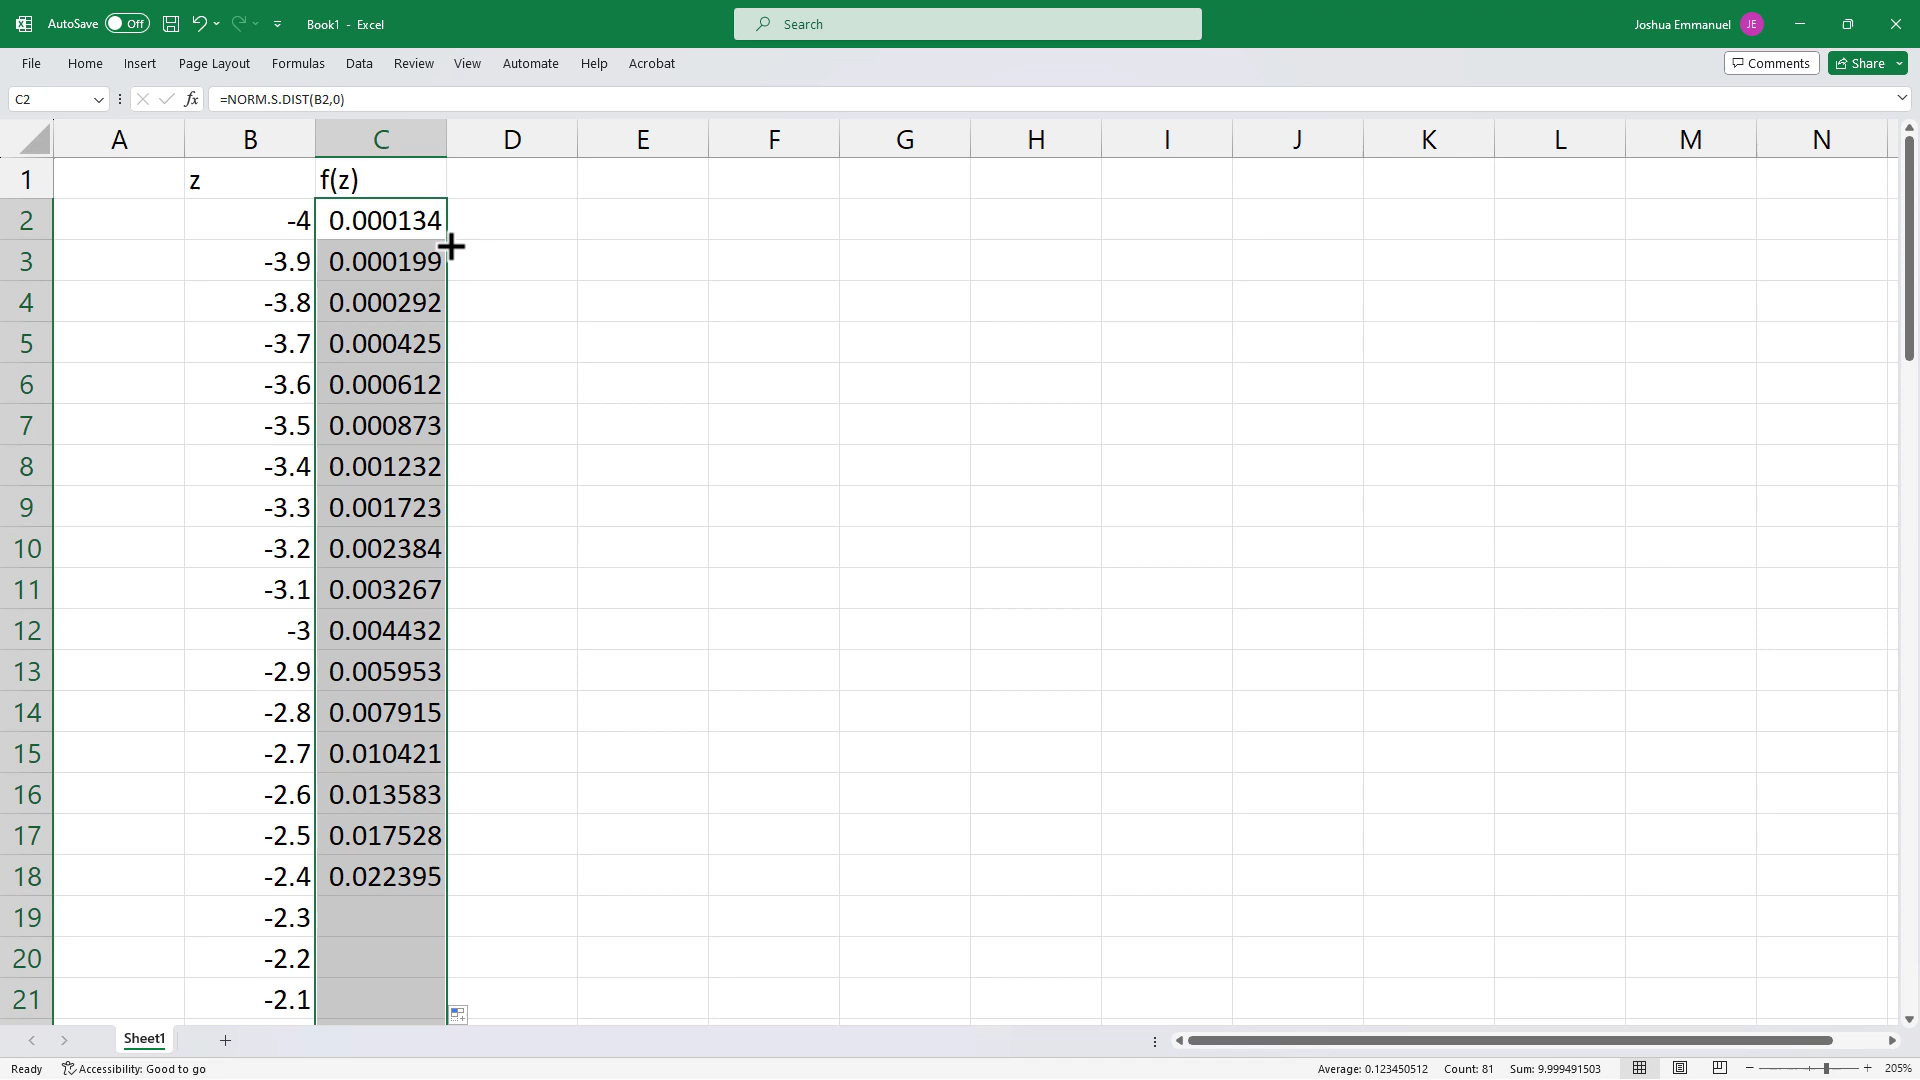 AutoSave Off Book1 - Excel Search Joshua Emmanuel JE
File Home Insert Page Layout Formulas Data Review View Automate Help Acrobat Comments Share
C2 fx =NORM.S.DIST(B2,0)
A B C D E F G H I J K L M N
1 z f(z)
2 -4 0.000134
3 -3.9 0.000199
4 -3.8 0.000292
5 -3.7 0.000425
6 -3.6 0.000612
7 -3.5 0.000873
8 -3.4 0.001232
9 -3.3 0.001723
10 -3.2 0.002384
11 -3.1 0.003267
12 -3 0.004432
13 -2.9 0.005953
14 -2.8 0.007915
15 -2.7 0.010421
16 -2.6 0.013583
17 -2.5 0.017528
18 -2.4 0.022395
19 -2.3
20 -2.2
21 -2.1
Sheet1
Ready Accessibility: Good to go Average: 0.123450512 Count: 81 Sum: 9.999491503 205%